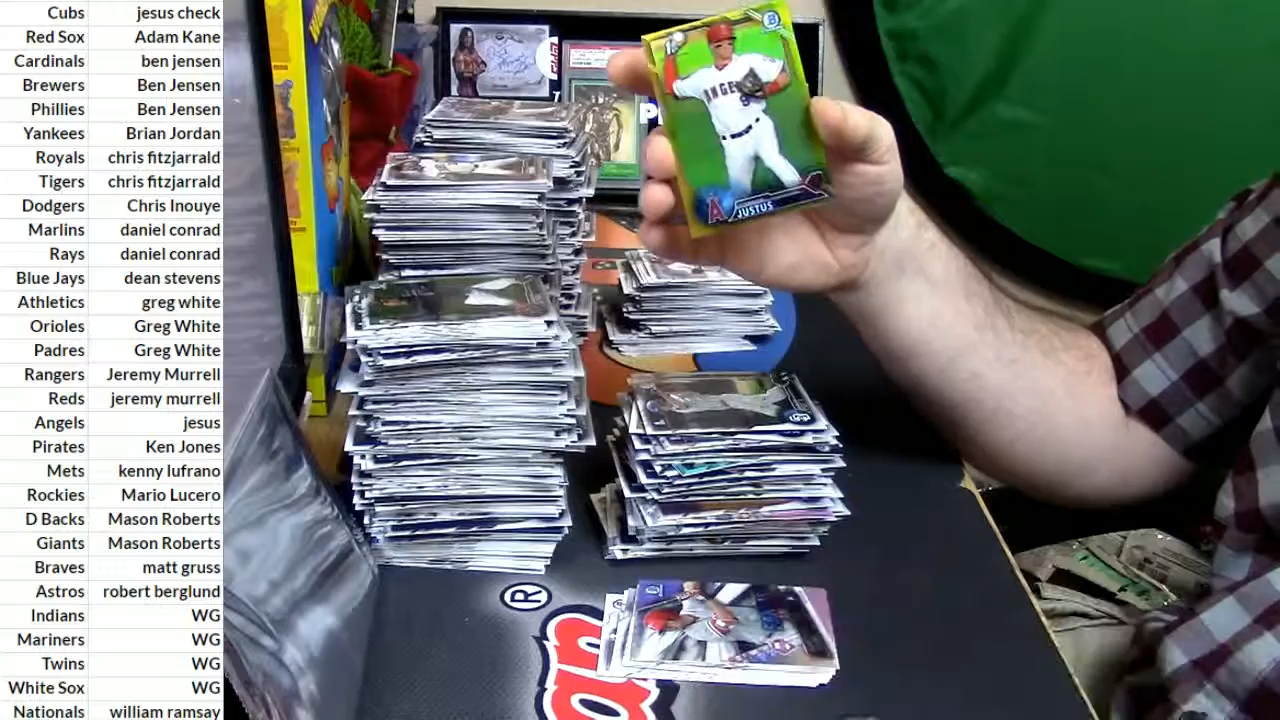 Cubs jesus check
Red Sox Adam Kane
Cardinals ben jensen
Brewers Ben Jensen
Phillies Ben Jensen
Yankees Brian Jordan
Royals chris fitzjarrald
Tigers chris fitzjarrald
Dodgers Chris Inouye
Marlins daniel conrad
Rays daniel conrad
Blue Jays dean stevens
Athletics greg white
Orioles Greg White
Padres Greg White
Rangers Jeremy Murrell
Reds jeremy murrell
Angels jesus
Pirates Ken Jones
Mets kenny lufrano
Rockies Mario Lucero
D Backs Mason Roberts
Giants Mason Roberts
Braves matt gruss
Astros robert berglund
Indians WG
Mariners WG
Twins WG
White Sox WG
Nationals william ramsay
B
ANGE
9
A JUSTUS
P
®
an